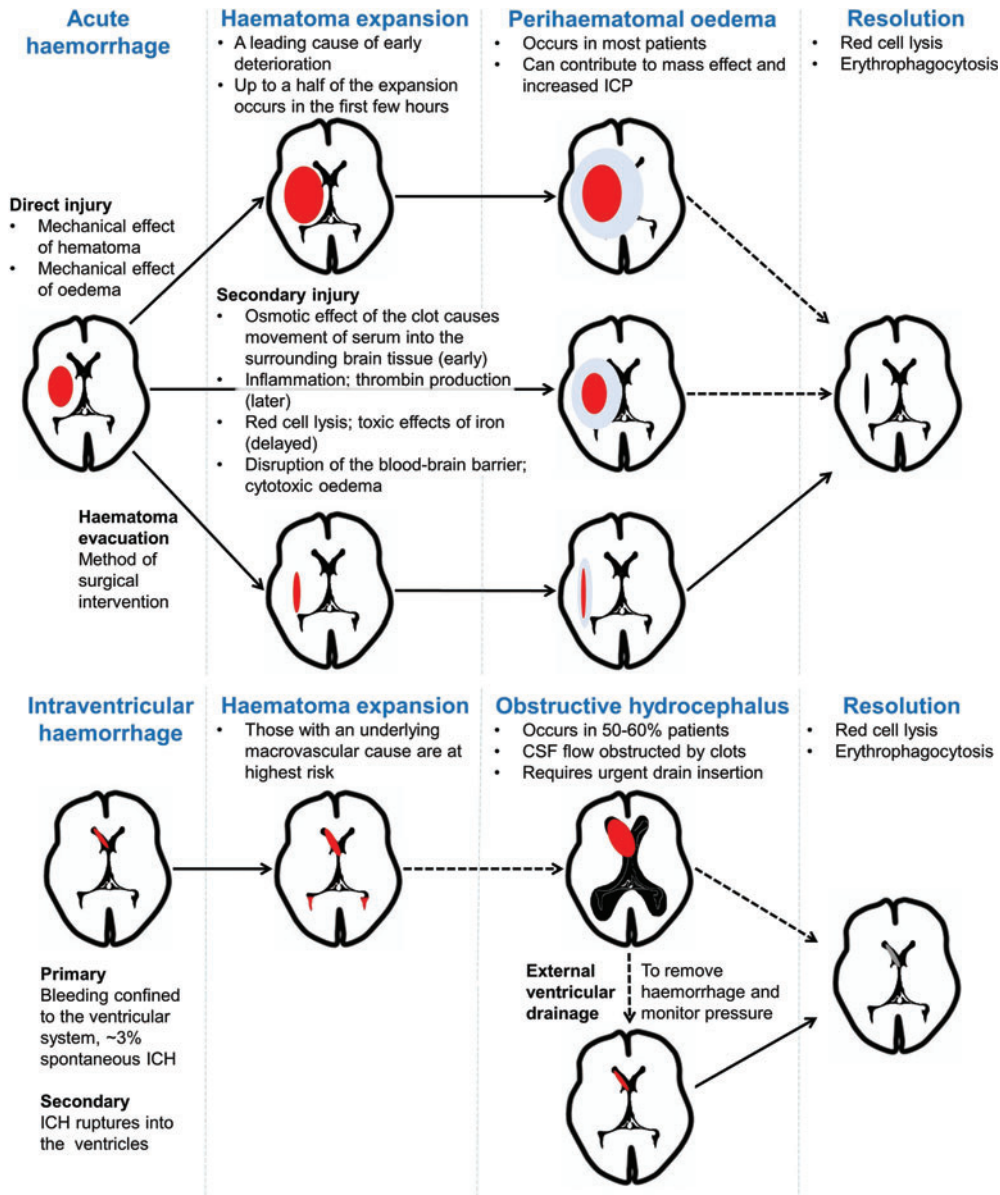 Acute
haemorrhage
Haematoma expansion
• A leading cause of early
deterioration
• Up to a half of the expansion
occurs in the first few hours
Perihaematomal oedema
• Occurs in most patients
• Can contribute to mass effect and
increased ICP
Resolution
• Red cell lysis
• Erythrophagocytosis
Direct injury
• Mechanical effect
of hematoma
• Mechanical effect
of oedema
Secondary injury
• Osmotic effect of the clot causes
movement of serum into the
surrounding brain tissue (early)
• Inflammation; thrombin production
(later)
• Red cell lysis; toxic effects of iron
(delayed)
• Disruption of the blood-brain barrier;
cytotoxic oedema
Haematoma
evacuation
Method of
surgical
intervention
Intraventricular
haemorrhage
Haematoma expansion
• Those with an underlying
macrovascular cause are at
highest risk
Obstructive hydrocephalus
• Occurs in 50-60% patients
• CSF flow obstructed by clots
• Requires urgent drain insertion
Resolution
• Red cell lysis
• Erythrophagocytosis
Primary
Bleeding confined
to the ventricular
system, ~3%
spontaneous ICH
Secondary
ICH ruptures into
the ventricles
External
ventricular
drainage
To remove
haemorrhage and
monitor pressure